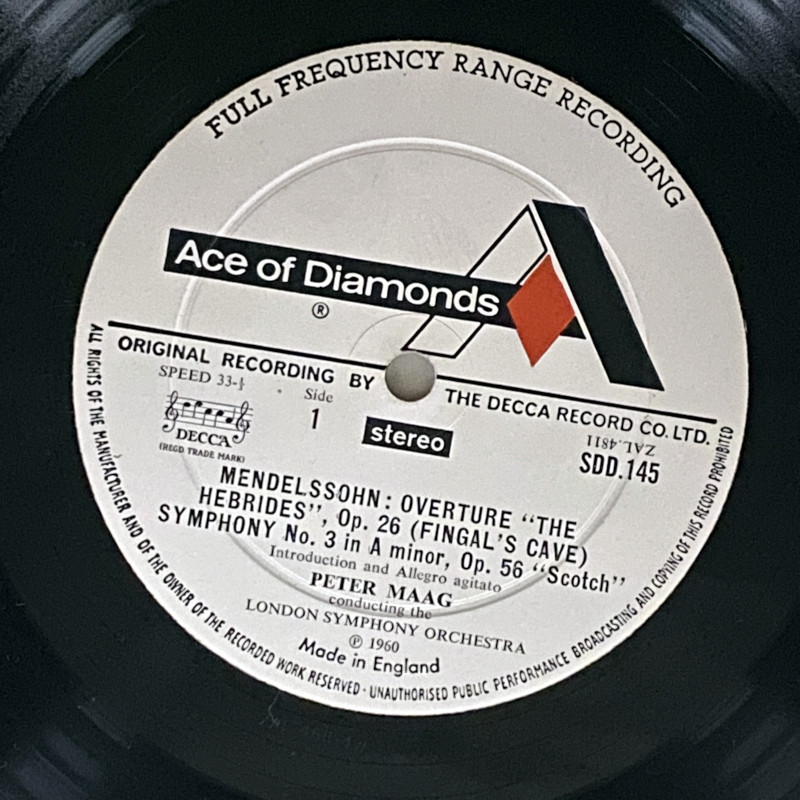 FULL FREQUENCY RANGE RECORDING
Ace of Diamonds
®
ORIGINAL RECORDING BY THE DECCA RECORD CO. LTD.
SPEED 33-⅓
Side
1
DECCA
(REGD TRADE MARK)
stereo
ZAL.4811
SDD.145
MENDELSSOHN: OVERTURE “THE
HEBRIDES”, Op. 26 (FINGAL’S CAVE)
SYMPHONY No. 3 in A minor, Op. 56 “Scotch”
Introduction and Allegro agitato
PETER MAAG
conducting the
LONDON SYMPHONY ORCHESTRA
℗ 1960
Made in England
ALL RIGHTS OF THE MANUFACTURER AND OF THE OWNER OF THE RECORDED WORK RESERVED · UNAUTHORISED PUBLIC PERFORMANCE BROADCASTING AND COPYING OF THIS RECORD PROHIBITED